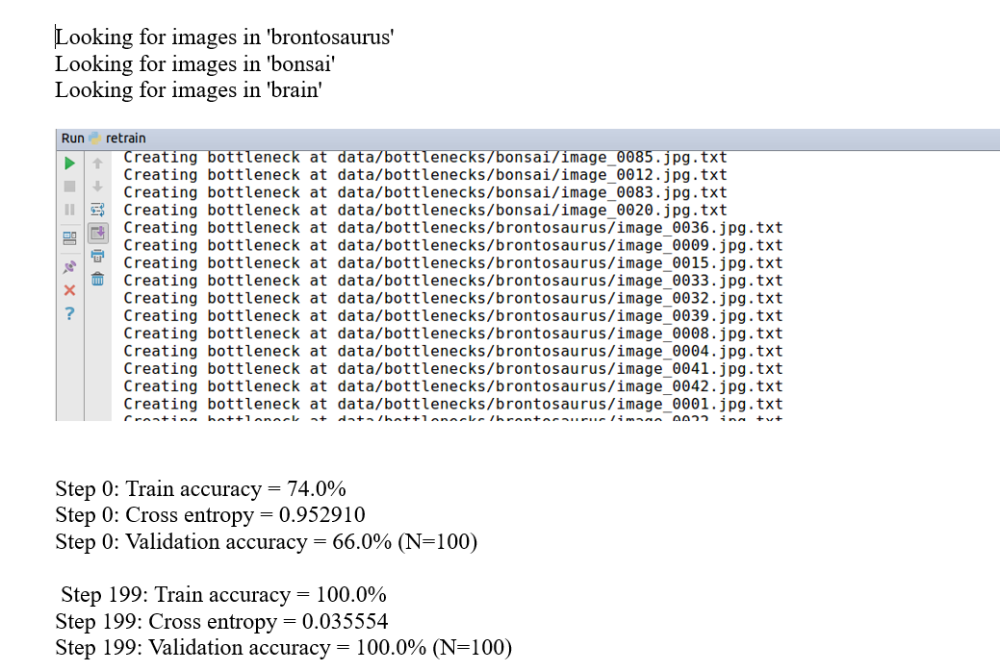 Looking for images in 'brontosaurus'
Looking for images in 'bonsai'
Looking for images in 'brain'
Run retrain
Creating bottleneck at data/bottlenecks/bonsai/image_0085.jpg.txt
Creating bottleneck at data/bottlenecks/bonsai/image_0012.jpg.txt
Creating bottleneck at data/bottlenecks/bonsai/image_0083.jpg.txt
Creating bottleneck at data/bottlenecks/bonsai/image_0020.jpg.txt
Creating bottleneck at data/bottlenecks/brontosaurus/image_0036.jpg.txt
Creating bottleneck at data/bottlenecks/brontosaurus/image_0009.jpg.txt
Creating bottleneck at data/bottlenecks/brontosaurus/image_0015.jpg.txt
Creating bottleneck at data/bottlenecks/brontosaurus/image_0033.jpg.txt
Creating bottleneck at data/bottlenecks/brontosaurus/image_0032.jpg.txt
Creating bottleneck at data/bottlenecks/brontosaurus/image_0039.jpg.txt
Creating bottleneck at data/bottlenecks/brontosaurus/image_0008.jpg.txt
Creating bottleneck at data/bottlenecks/brontosaurus/image_0004.jpg.txt
Creating bottleneck at data/bottlenecks/brontosaurus/image_0041.jpg.txt
Creating bottleneck at data/bottlenecks/brontosaurus/image_0042.jpg.txt
Creating bottleneck at data/bottlenecks/brontosaurus/image_0001.jpg.txt
Creating bottleneck at
Step 0: Train accuracy = 74.0%
Step 0: Cross entropy = 0.952910
Step 0: Validation accuracy = 66.0% (N=100)
Step 199: Train accuracy = 100.0%
Step 199: Cross entropy = 0.035554
Step 199: Validation accuracy = 100.0% (N=100)